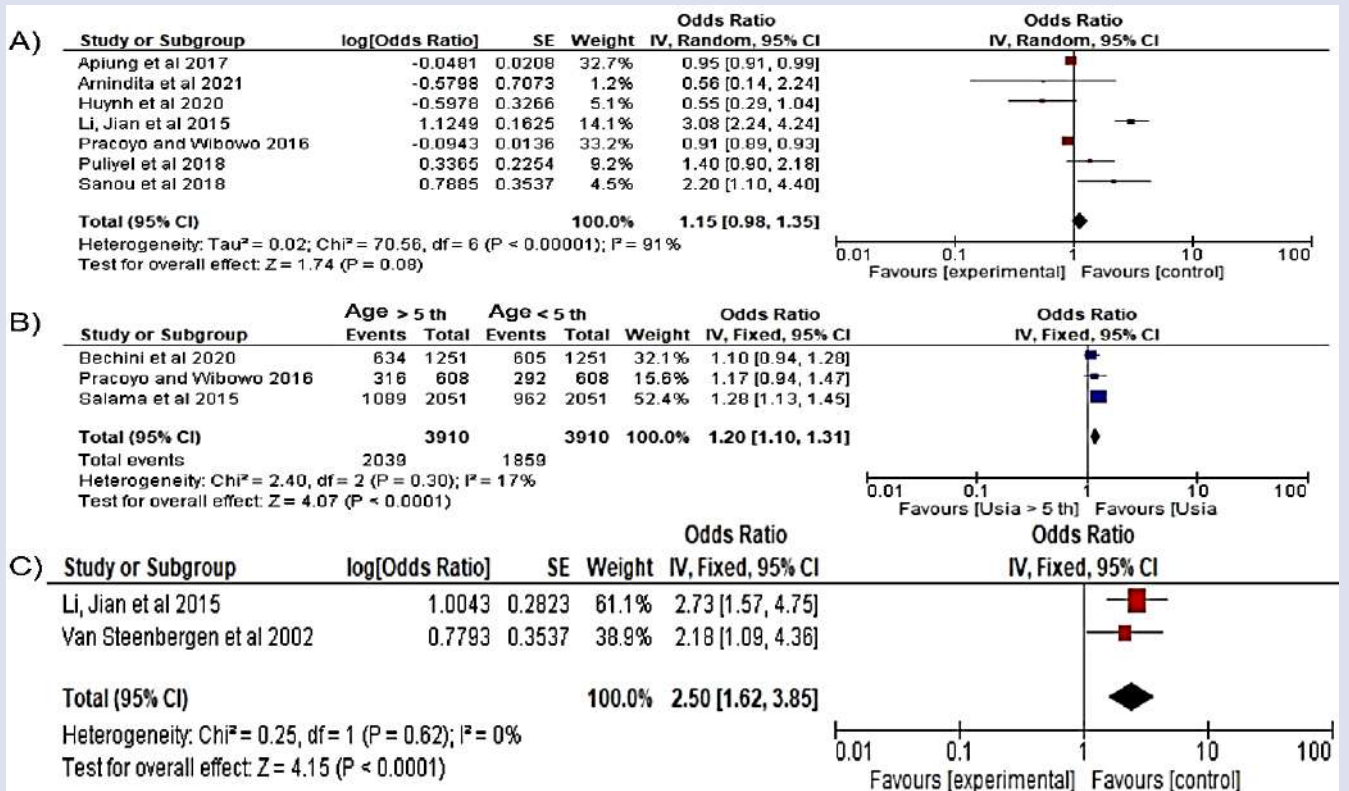 A)
Odds Ratio Odds Ratio
Study or Subgroup log[Odds Ratio] SE Weight IV, Random, 95% CI IV, Random, 95% CI
Apiung et al 2017 -0.0481 0.0208 32.7% 0.95 [0.91, 0.99]
Arnindita et al 2021 -0.5798 0.7073 1.2% 0.56 [0.14, 2.24]
Huynh et al 2020 -0.5978 0.3266 5.1% 0.55 [0.29, 1.04]
Li, Jian et al 2015 1.1249 0.1625 14.1% 3.08 [2.24, 4.24]
Pracoyo and Wibowo 2016 -0.0943 0.0136 33.2% 0.91 [0.89, 0.93]
Puliyel et al 2018 0.3365 0.2254 9.2% 1.40 [0.90, 2.18]
Sanou et al 2018 0.7885 0.3537 4.5% 2.20 [1.10, 4.40]
Total (95% CI) 100.0% 1.15 [0.98, 1.35]
Heterogeneity: Tau² = 0.02; Chi² = 70.56, df = 6 (P < 0.00001); I² = 91%
Test for overall effect: Z = 1.74 (P = 0.08)
0.01 0.1 1 10 100
Favours [experimental] Favours [control]
B)
Age > 5 th Age < 5 th Odds Ratio Odds Ratio
Study or Subgroup Events Total Events Total Weight IV, Fixed, 95% CI IV, Fixed, 95% CI
Bechini et al 2020 634 1251 605 1251 32.1% 1.10 [0.94, 1.28]
Pracoyo and Wibowo 2016 316 608 292 608 15.6% 1.17 [0.94, 1.47]
Salama et al 2015 1089 2051 962 2051 52.4% 1.28 [1.13, 1.45]
Total (95% CI) 3910 3910 100.0% 1.20 [1.10, 1.31]
Total events 2039 1859
Heterogeneity: Chi² = 2.40, df = 2 (P = 0.30); I² = 17%
Test for overall effect: Z = 4.07 (P < 0.0001)
0.01 0.1 1 10 100
Favours [Usia > 5 th] Favours [Usia
C)
Odds Ratio Odds Ratio
Study or Subgroup log[Odds Ratio] SE Weight IV, Fixed, 95% CI IV, Fixed, 95% CI
Li, Jian et al 2015 1.0043 0.2823 61.1% 2.73 [1.57, 4.75]
Van Steenbergen et al 2002 0.7793 0.3537 38.9% 2.18 [1.09, 4.36]
Total (95% CI) 100.0% 2.50 [1.62, 3.85]
Heterogeneity: Chi² = 0.25, df = 1 (P = 0.62); I² = 0%
Test for overall effect: Z = 4.15 (P < 0.0001)
0.01 0.1 1 10 100
Favours [experimental] Favours [control]